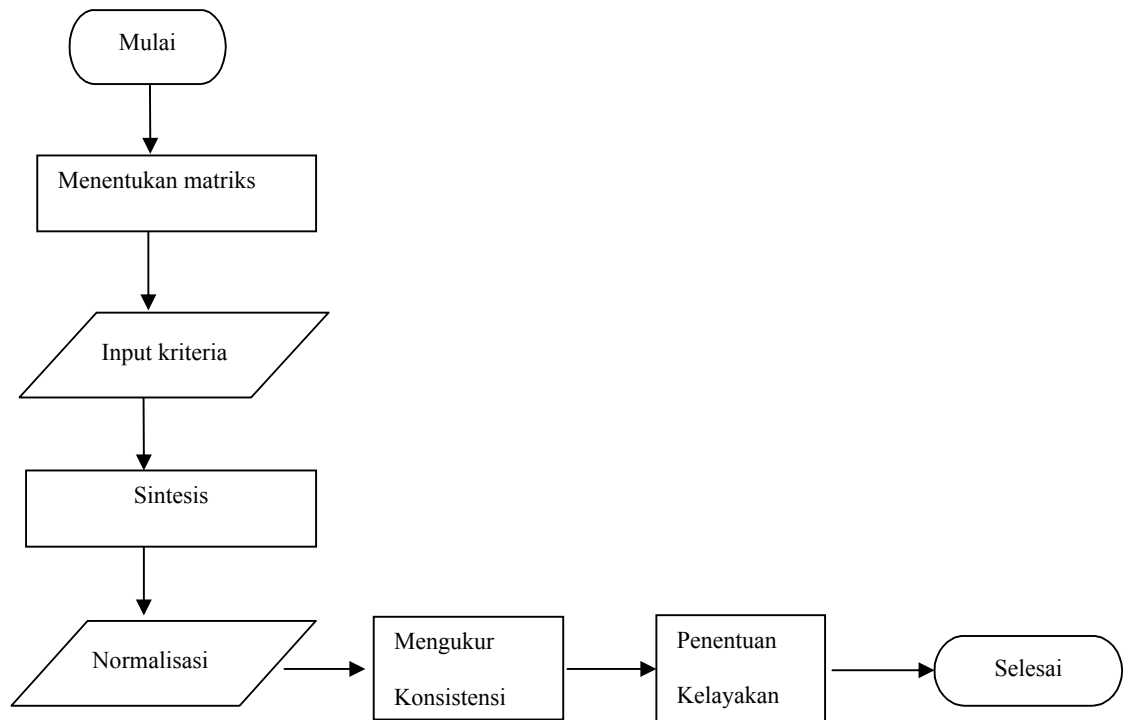 Mulai
Menentukan matriks
Input kriteria
Sintesis
Normalisasi
Mengukur
Konsistensi
Penentuan
Kelayakan
Selesai